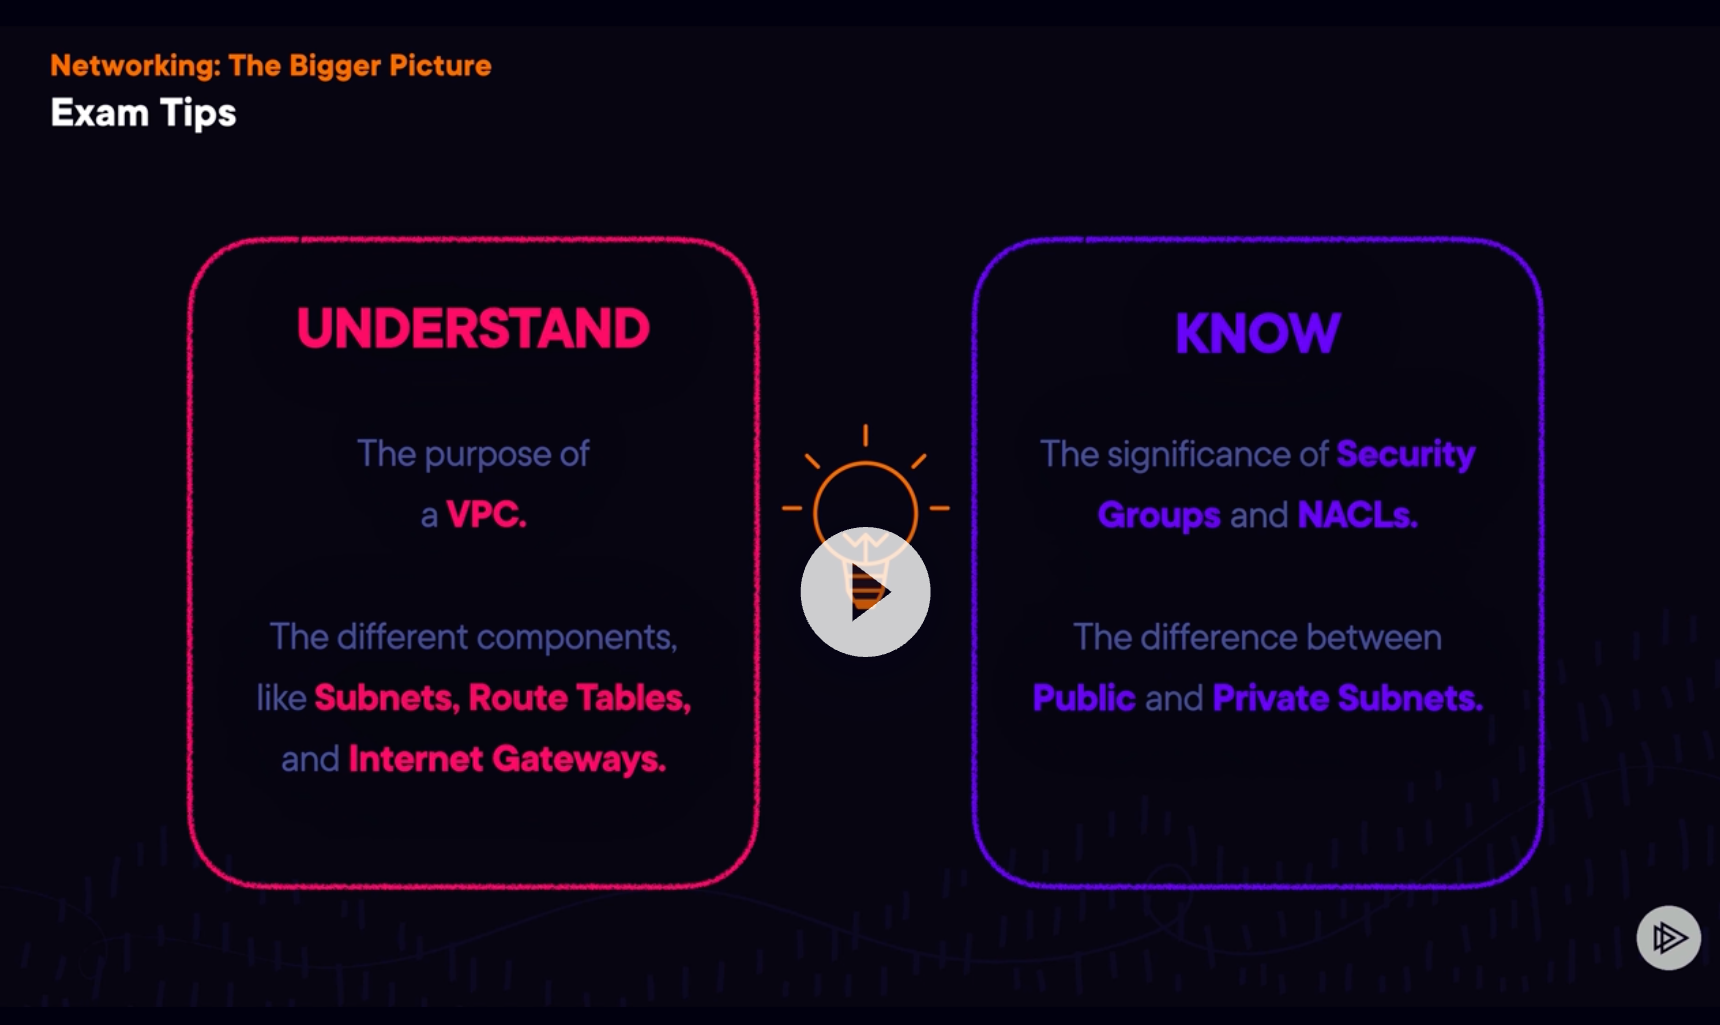 Networking: The Bigger Picture
Exam Tips
UNDERSTAND
The purpose of
a VPC.
The different components,
like Subnets, Route Tables,
and Internet Gateways.
KNOW
The significance of Security
Groups and NACLs.
The difference between
Public and Private Subnets.